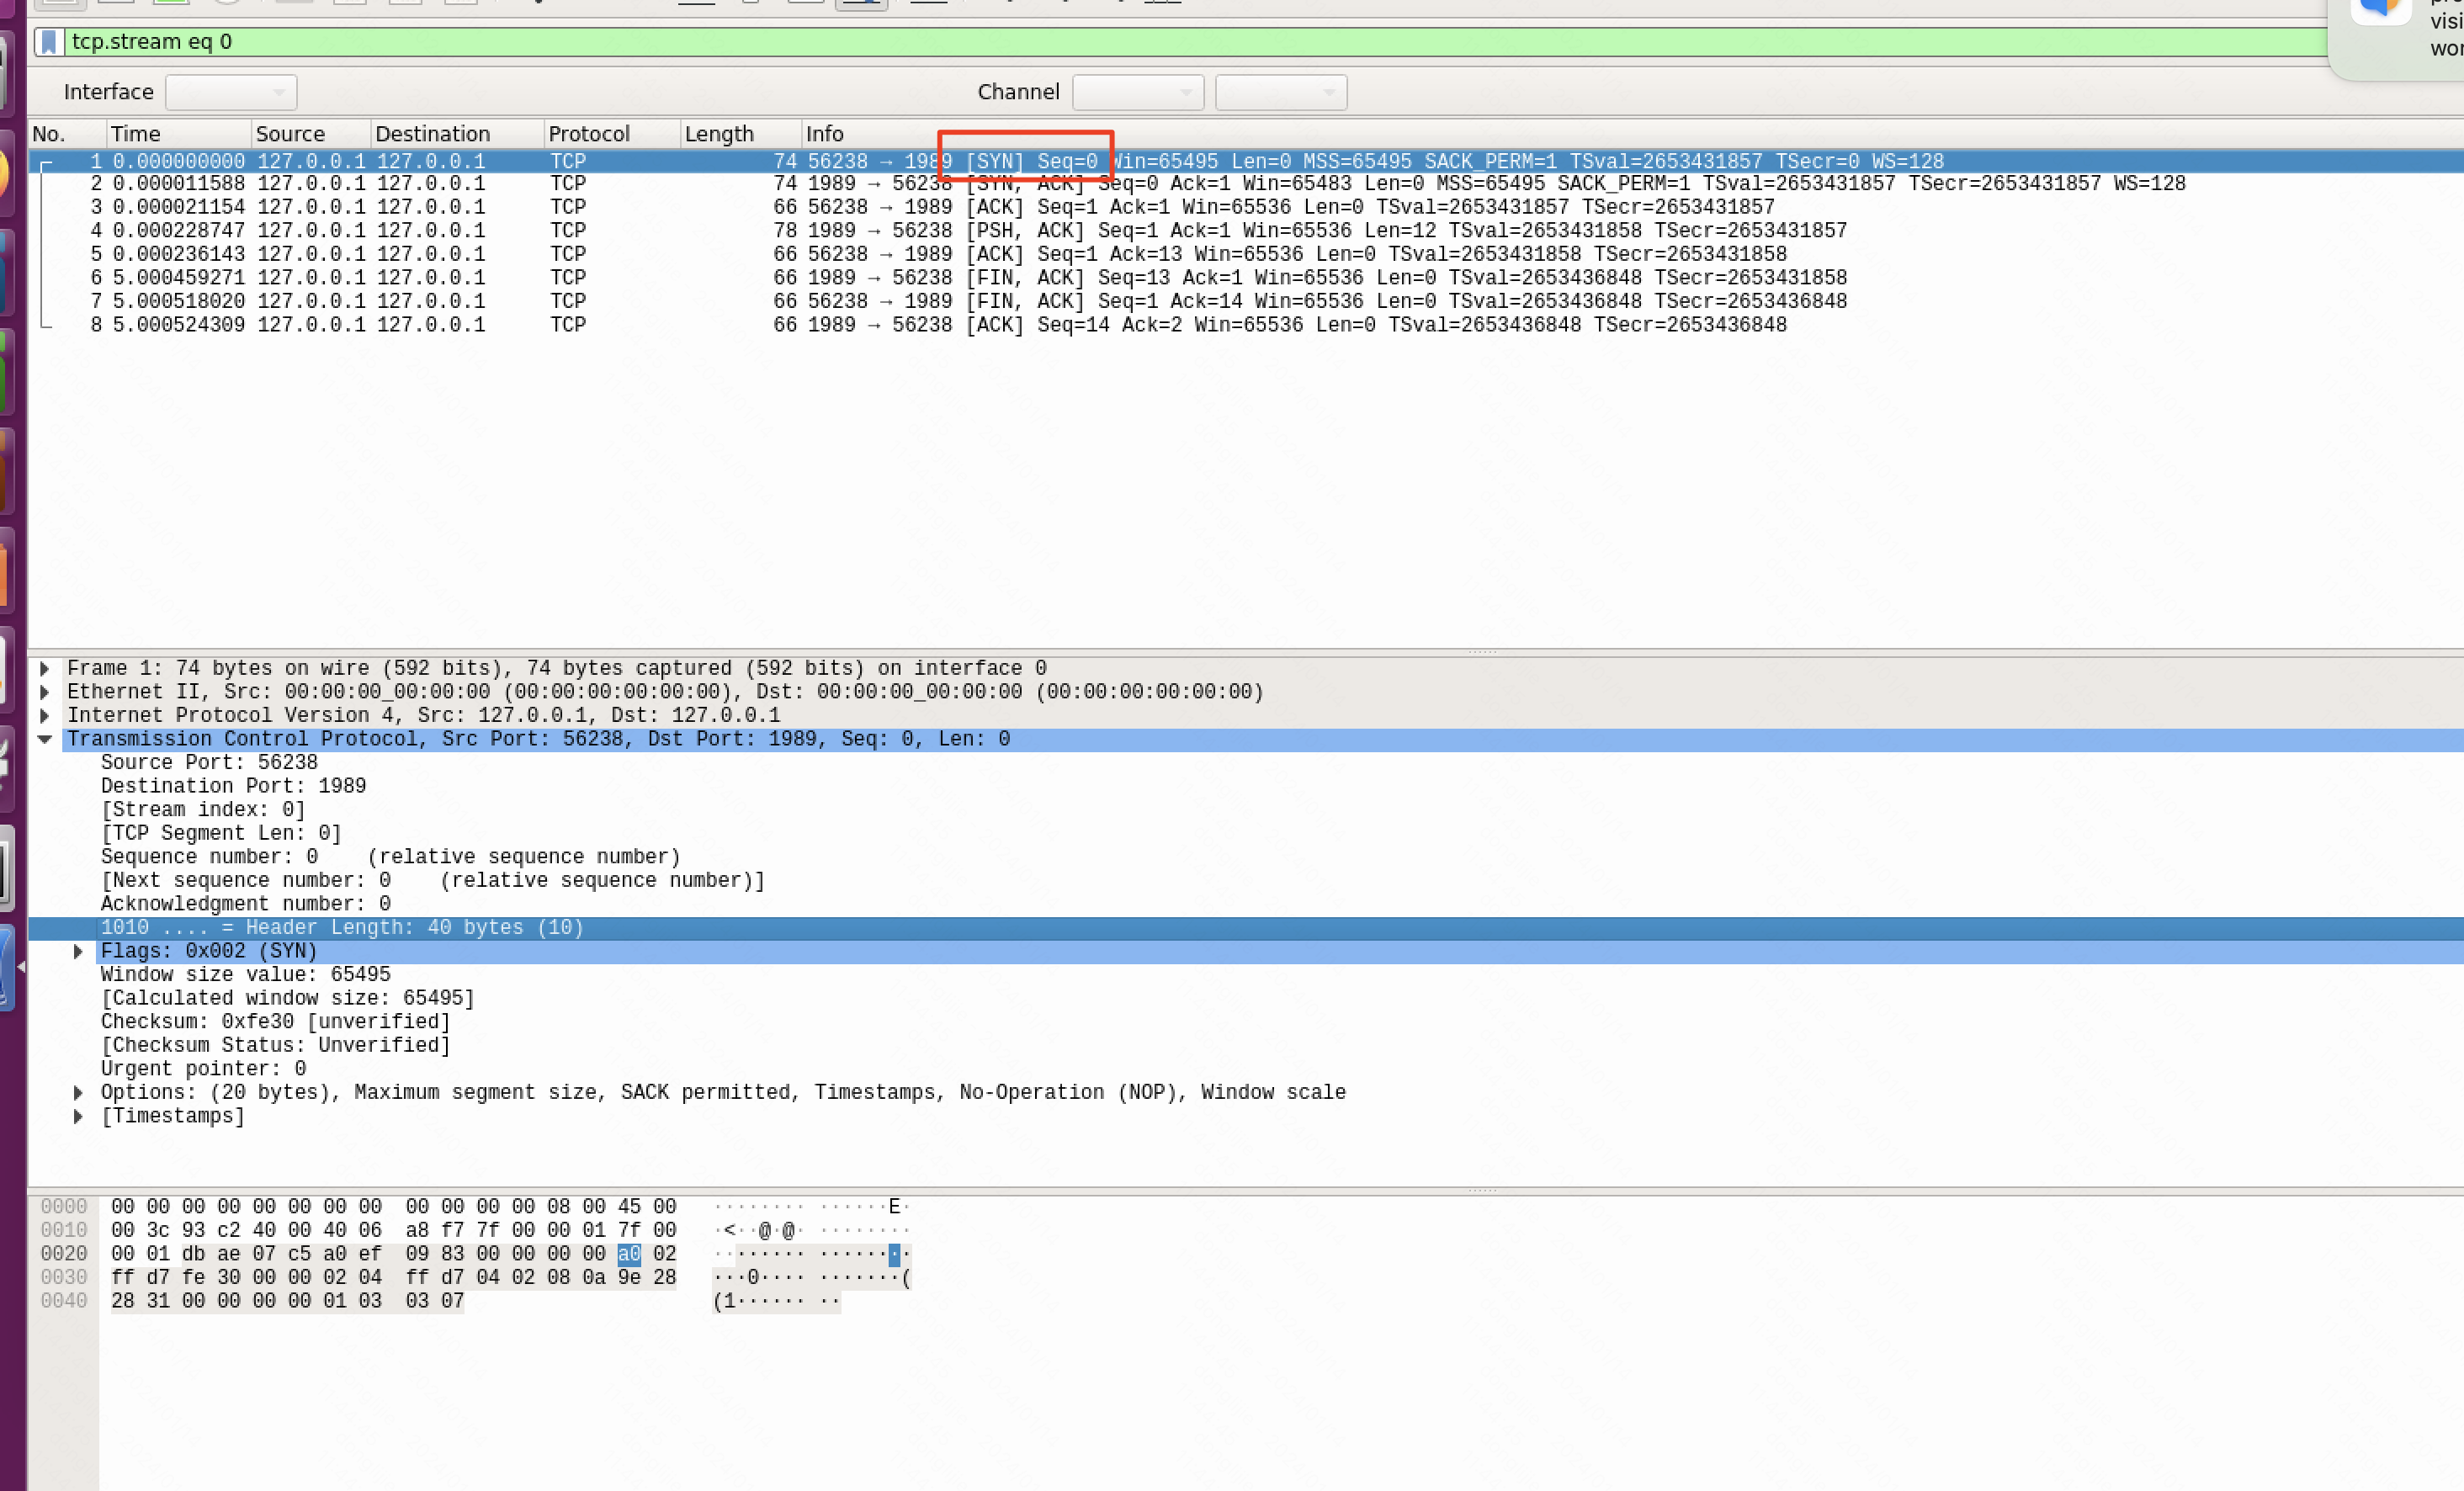 tcp.stream eq 0
visi
wor
Interface Channel
No. Time Source Destination Protocol Length Info
1 0.000000000 127.0.0.1 127.0.0.1 TCP 74 56238 → 1989 [SYN] Seq=0 Win=65495 Len=0 MSS=65495 SACK_PERM=1 TSval=2653431857 TSecr=0 WS=128
2 0.000011588 127.0.0.1 127.0.0.1 TCP 74 1989 → 56238 [SYN, ACK] Seq=0 Ack=1 Win=65483 Len=0 MSS=65495 SACK_PERM=1 TSval=2653431857 TSecr=2653431857 WS=128
3 0.000021154 127.0.0.1 127.0.0.1 TCP 66 56238 → 1989 [ACK] Seq=1 Ack=1 Win=65536 Len=0 TSval=2653431857 TSecr=2653431857
4 0.000228747 127.0.0.1 127.0.0.1 TCP 78 1989 → 56238 [PSH, ACK] Seq=1 Ack=1 Win=65536 Len=12 TSval=2653431858 TSecr=2653431857
5 0.000236143 127.0.0.1 127.0.0.1 TCP 66 56238 → 1989 [ACK] Seq=1 Ack=13 Win=65536 Len=0 TSval=2653431858 TSecr=2653431858
6 5.000459271 127.0.0.1 127.0.0.1 TCP 66 1989 → 56238 [FIN, ACK] Seq=13 Ack=1 Win=65536 Len=0 TSval=2653436848 TSecr=2653431858
7 5.000518020 127.0.0.1 127.0.0.1 TCP 66 56238 → 1989 [FIN, ACK] Seq=1 Ack=14 Win=65536 Len=0 TSval=2653436848 TSecr=2653436848
8 5.000524309 127.0.0.1 127.0.0.1 TCP 66 1989 → 56238 [ACK] Seq=14 Ack=2 Win=65536 Len=0 TSval=2653436848 TSecr=2653436848
Frame 1: 74 bytes on wire (592 bits), 74 bytes captured (592 bits) on interface 0
Ethernet II, Src: 00:00:00_00:00:00 (00:00:00:00:00:00), Dst: 00:00:00_00:00:00 (00:00:00:00:00:00)
Internet Protocol Version 4, Src: 127.0.0.1, Dst: 127.0.0.1
Transmission Control Protocol, Src Port: 56238, Dst Port: 1989, Seq: 0, Len: 0
Source Port: 56238
Destination Port: 1989
[Stream index: 0]
[TCP Segment Len: 0]
Sequence number: 0 (relative sequence number)
[Next sequence number: 0 (relative sequence number)]
Acknowledgment number: 0
1010 .... = Header Length: 40 bytes (10)
Flags: 0x002 (SYN)
Window size value: 65495
[Calculated window size: 65495]
Checksum: 0xfe30 [unverified]
[Checksum Status: Unverified]
Urgent pointer: 0
Options: (20 bytes), Maximum segment size, SACK permitted, Timestamps, No-Operation (NOP), Window scale
[Timestamps]
0000 00 00 00 00 00 00 00 00 00 00 00 00 08 00 45 00 ········ ······E·
0010 00 3c 93 c2 40 00 40 06 a8 f7 7f 00 00 01 7f 00 ·<··@·@· ········
0020 00 01 db ae 07 c5 a0 ef 09 83 00 00 00 00 a0 02 ········ ········
0030 ff d7 fe 30 00 00 02 04 ff d7 04 02 08 0a 9e 28 ···0···· ·······(
0040 28 31 00 00 00 00 01 03 03 07 (1······ ··